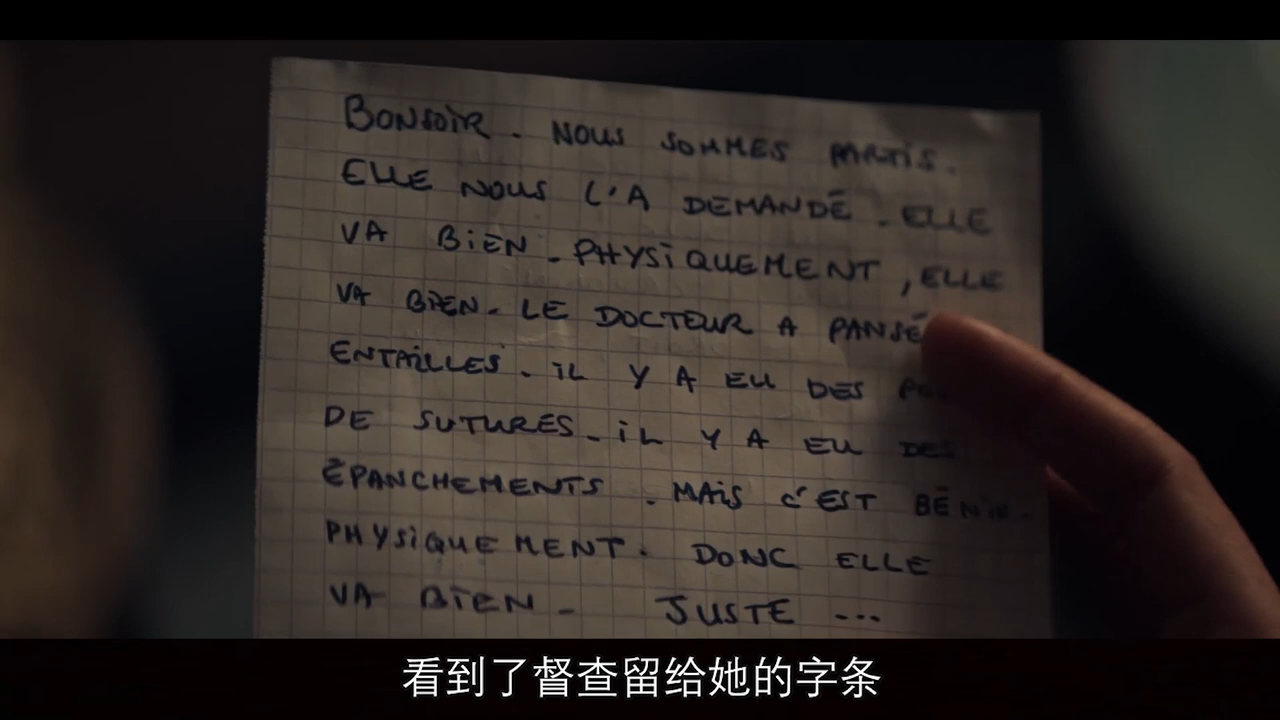 BONSOIR. NOUS SOMMES PARTIS.
ELLE NOUS L'A DEMANDÉ. ELLE
VA BIEN. PHYSIQUEMENT, ELLE
VA BIEN. LE DOCTEUR A PANSÉ
ENTAILLES. IL Y A EU DES
DE SUTURES. IL Y A EU DES
ÉPANCHEMENTS. MAIS C'EST
PHYSIQUEMENT. DONC ELLE
VA BIEN. JUSTE ...
看到了督查留给她的字条